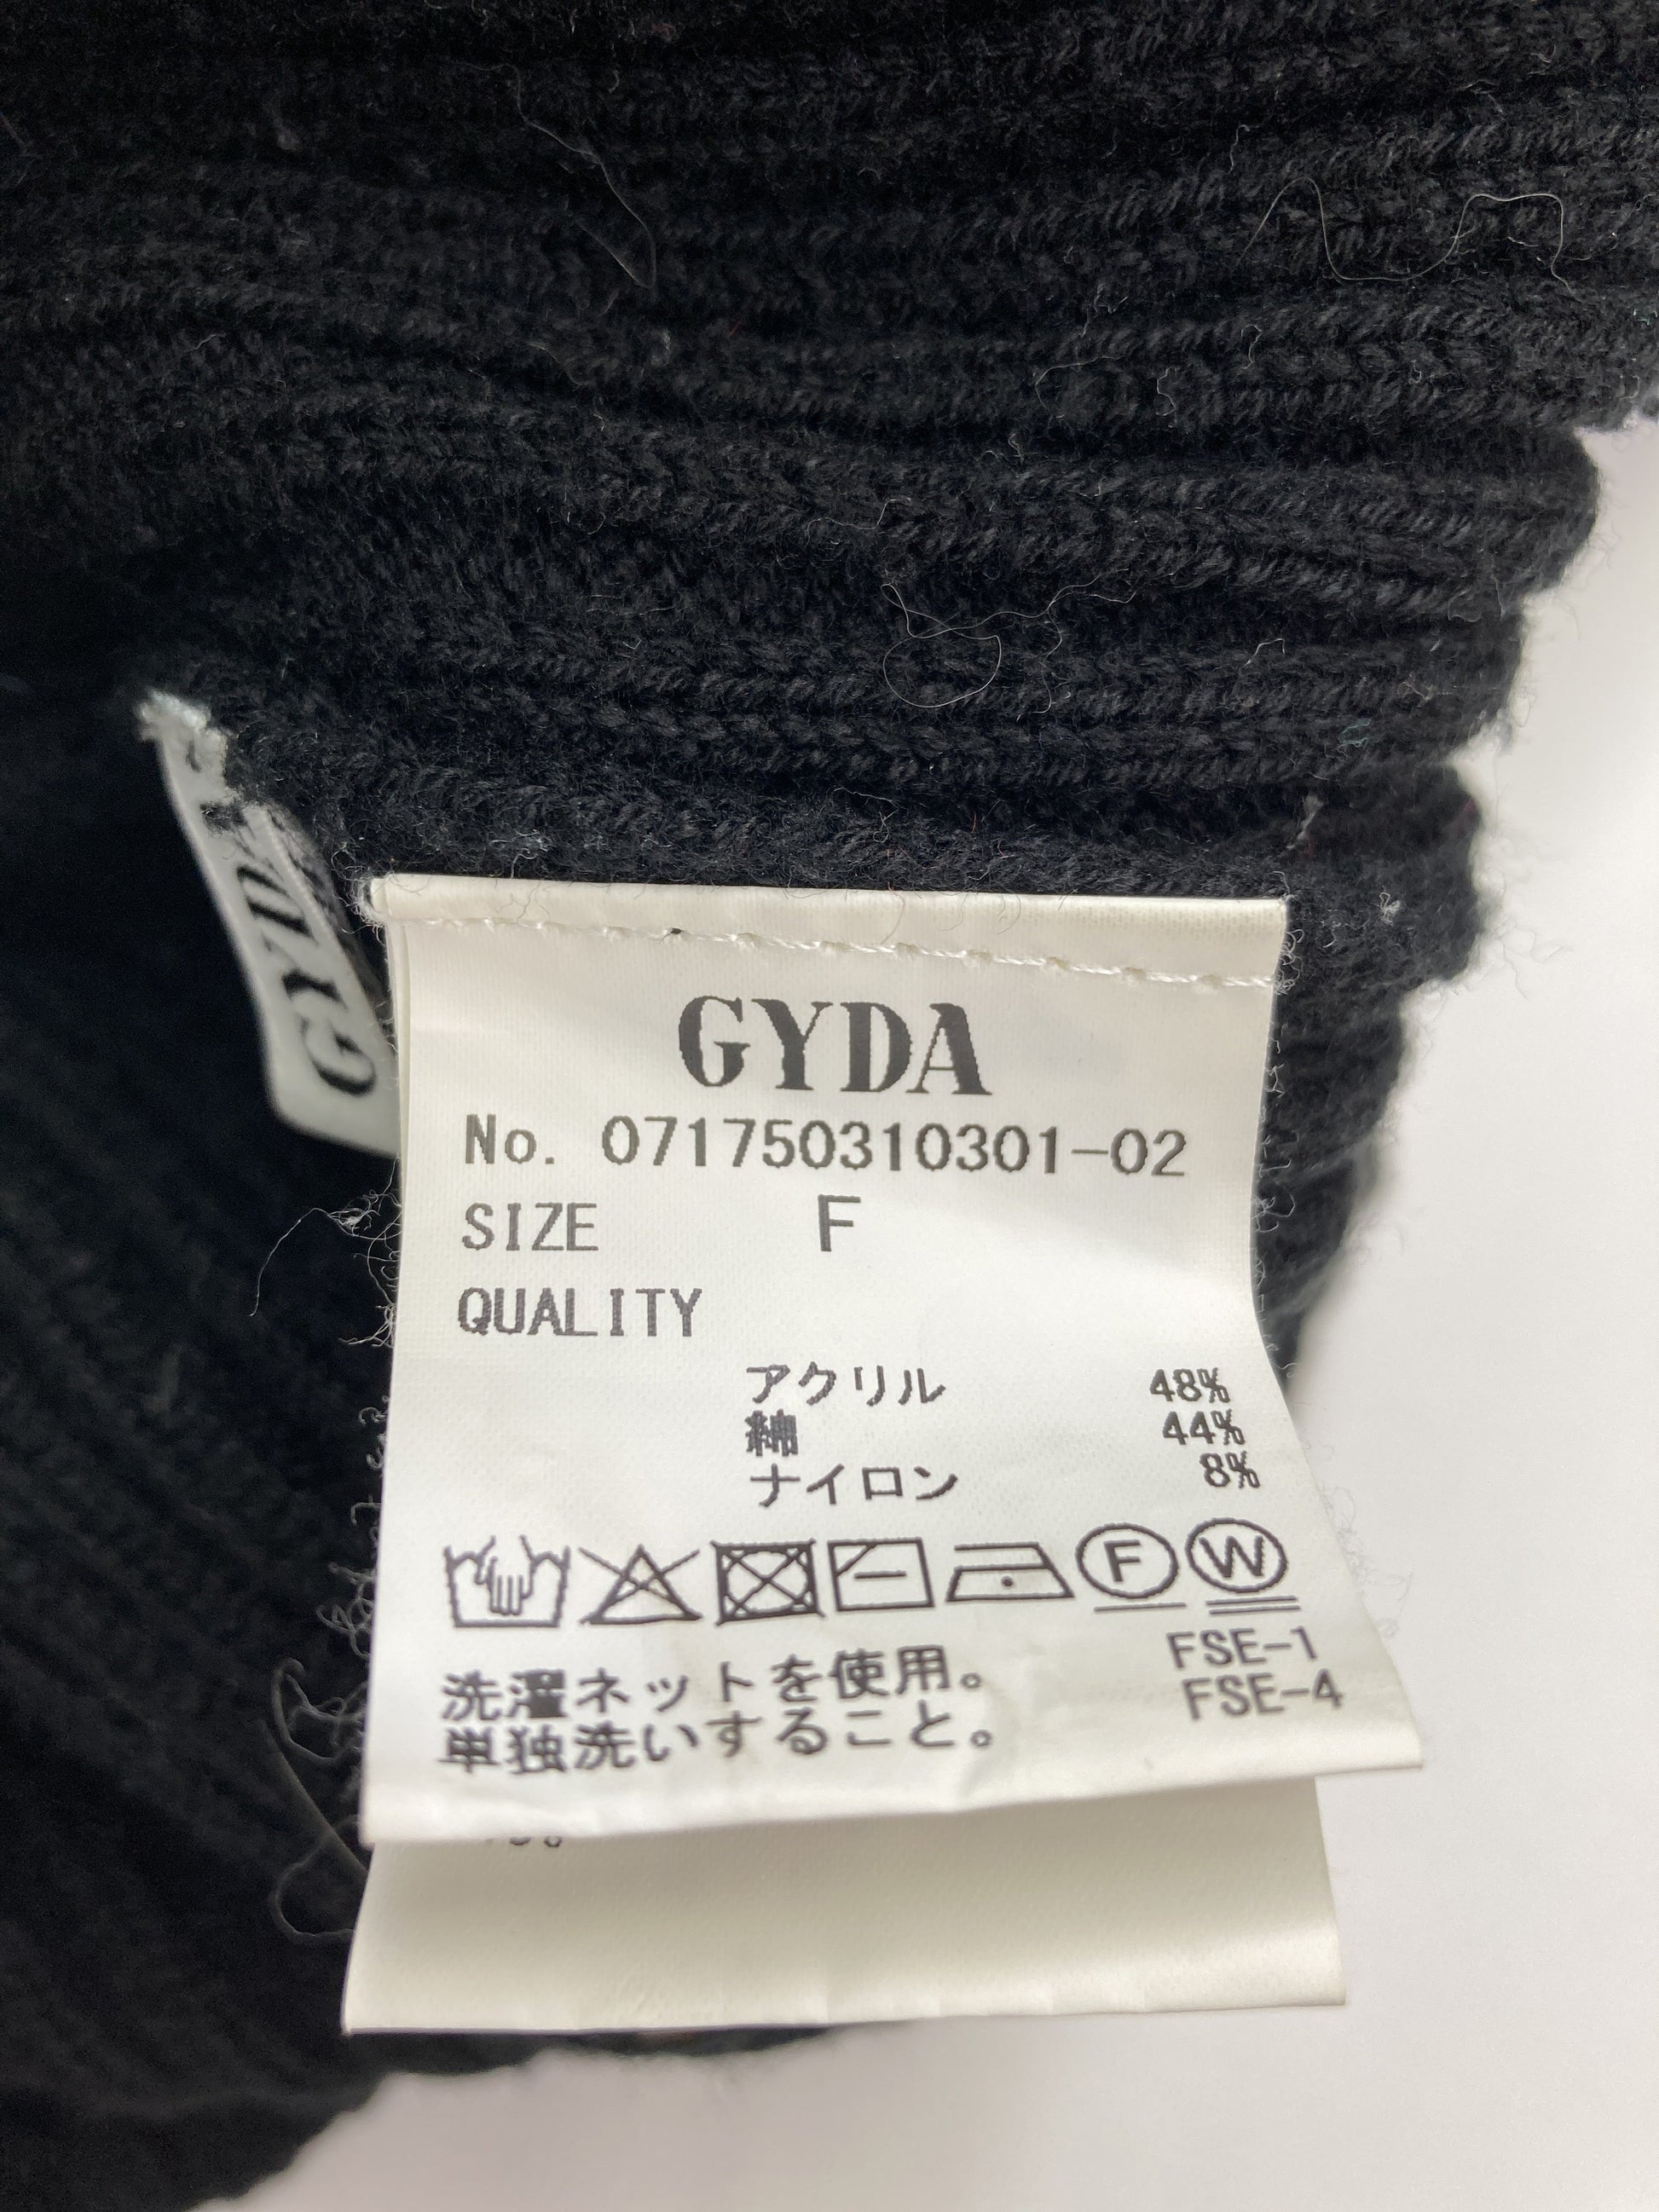 GYDA
GYDA
No. 071750310301-02
SIZE F
QUALITY
アクリル 48%
綿 44%
ナイロン 8%
F W
FSE-1
洗濯ネットを使用。
FSE-4
単独洗いすること。